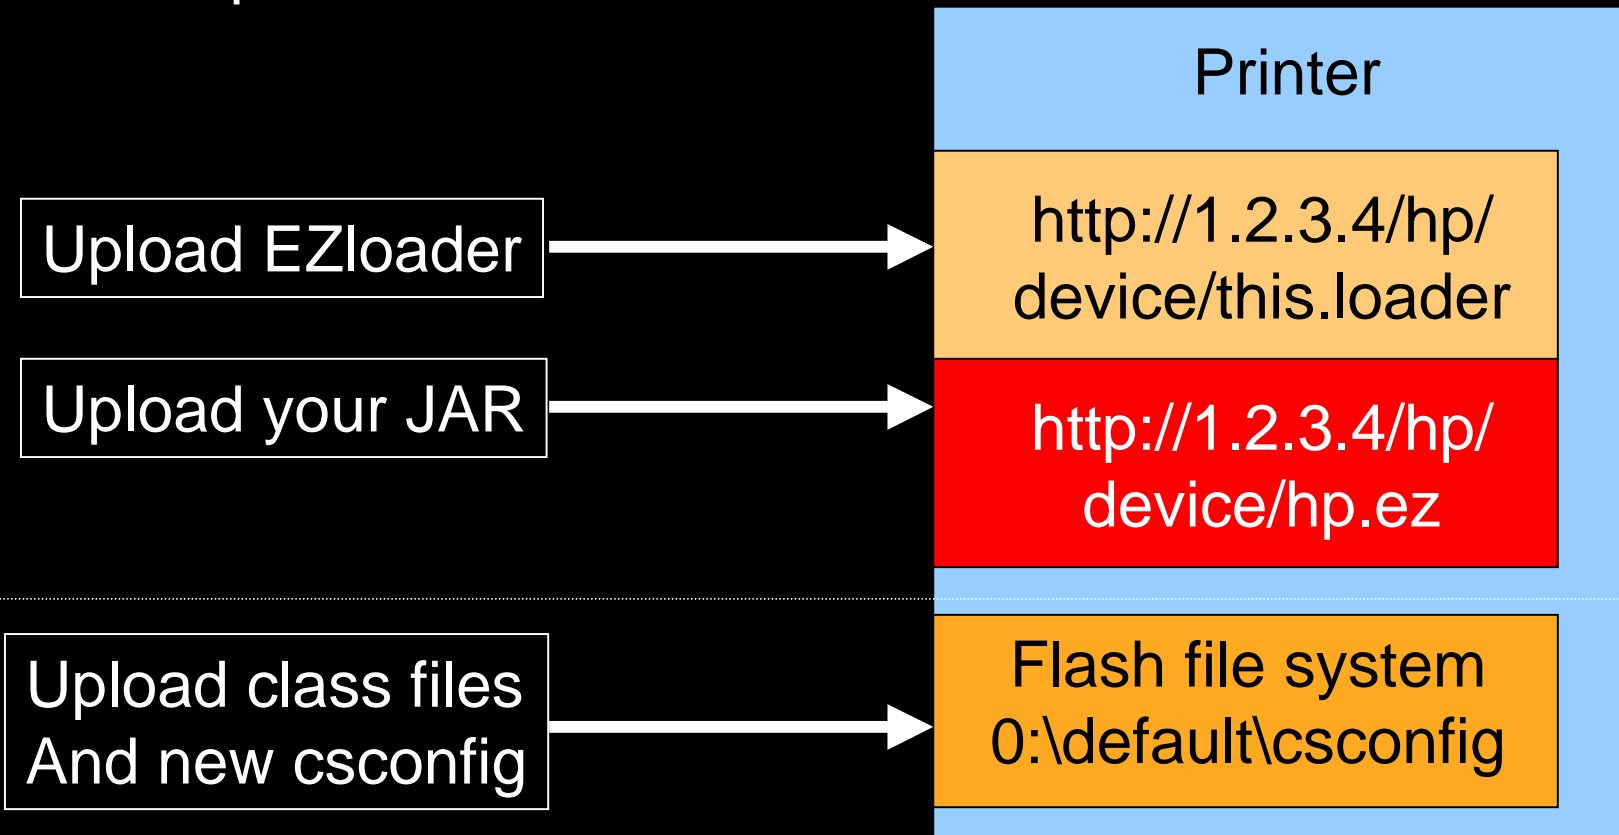 Printer
Upload EZloader
http://1.2.3.4/hp/
device/this.loader
Upload your JAR
http://1.2.3.4/hp/
device/hp.ez
Upload class files
And new csconfig
Flash file system
0:\default\csconfig